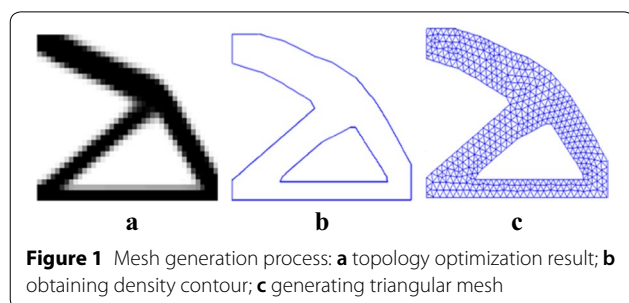 a b c
Figure 1 Mesh generation process: a topology optimization result; b
obtaining density contour; c generating triangular mesh